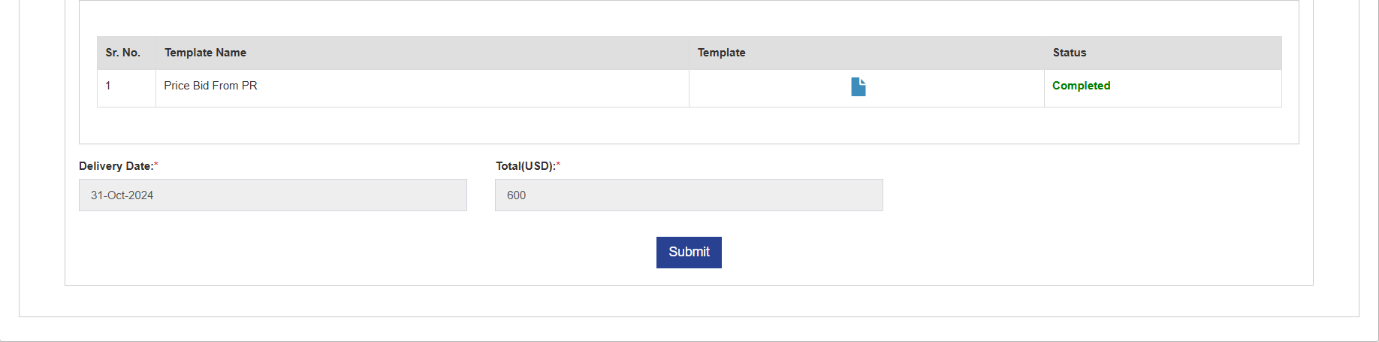 Sr. No. Template Name Template Status
1 Price Bid From PR Completed
Delivery Date:* Total(USD):*
31-Oct-2024 600
Submit